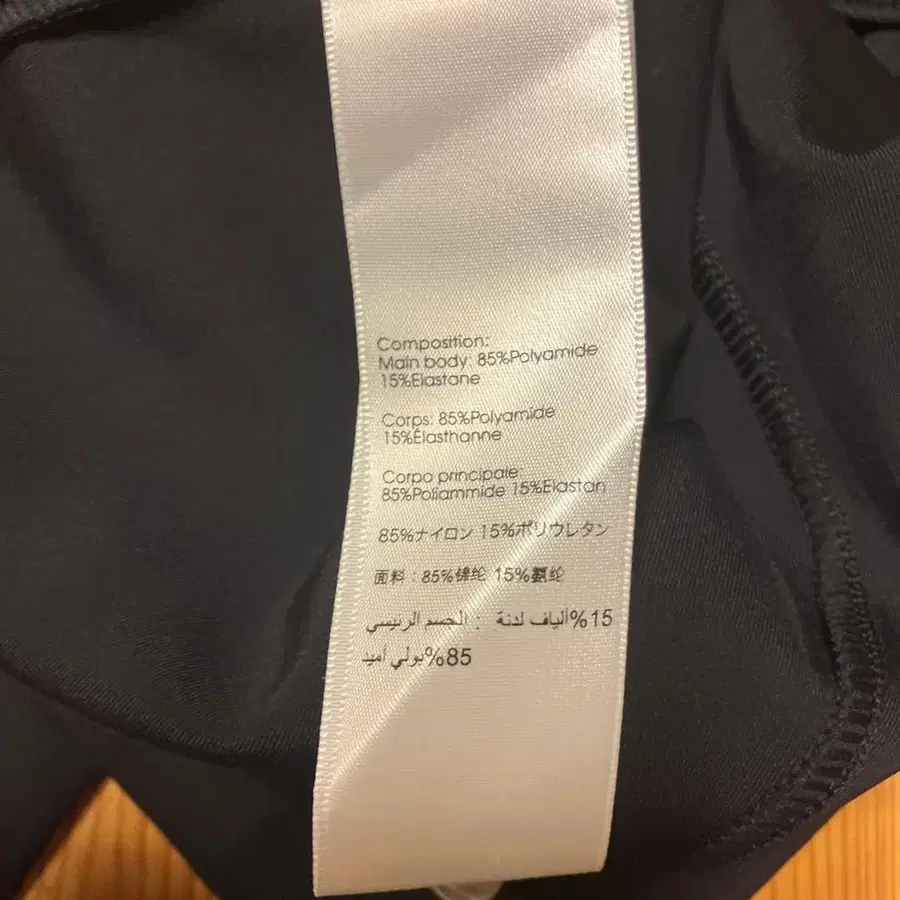 Composition:
Main body: 85%Polyamide
15%Elastane
Corps: 85%Polyamide
15%Élasthanne
Corpo principale
85%Poliammide 15%Elastan
85%ナイロン 15%ポリウレタン
面料：85%锦纶 15%氨纶
الجسم الرئيسي : 15%ألياف لدنة
85%بولي أميد